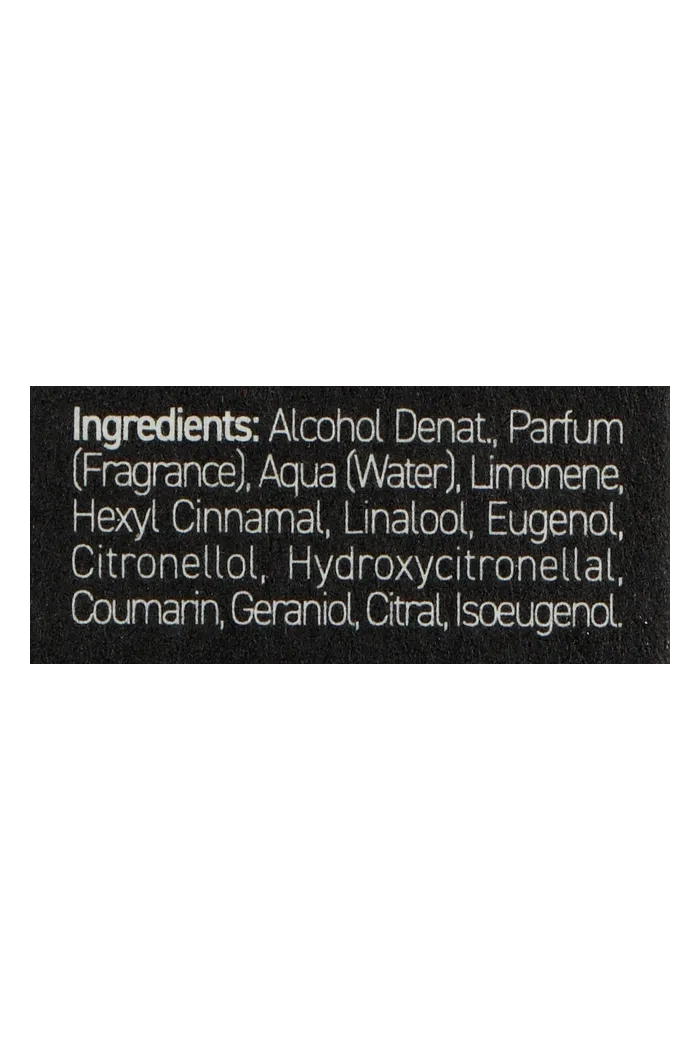 Ingredients: Alcohol Denat., Parfum
(Fragrance), Aqua (Water), Limonene,
Hexyl Cinnamal, Linalool, Eugenol,
Citronellol, Hydroxycitronellal,
Coumarin, Geraniol, Citral, Isoeugenol.